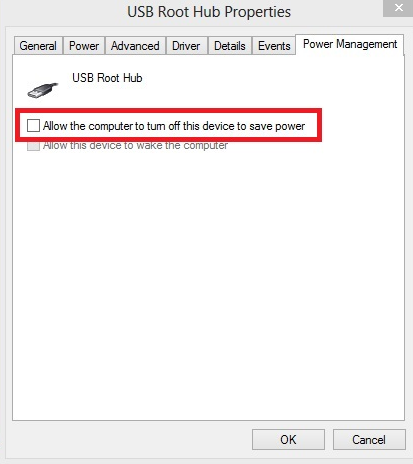 USB Root Hub Properties
General Power Advanced Driver Details Events Power Management
USB Root Hub
Allow the computer to turn off this device to save power
Allow this device to wake the computer
OK Cancel